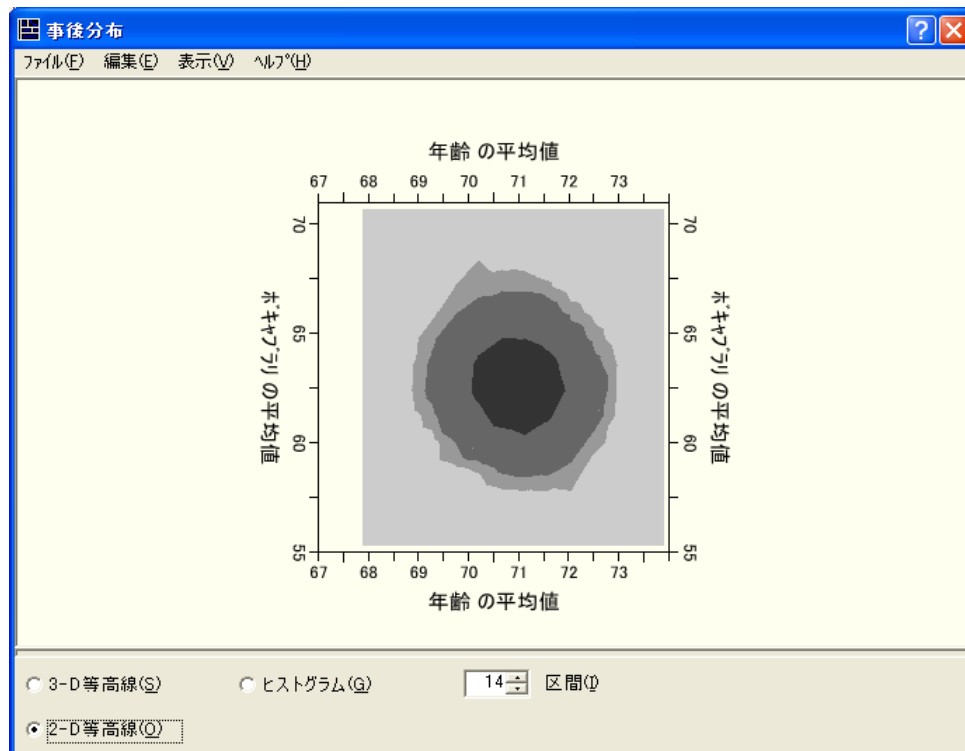 事後分布
ファイル(F) 編集(E) 表示(V) ヘルプ(H)
年齢 の平均値
67 68 69 70 71 72 73
70 70
65 65
ボキャブラリ の平均値
ボキャブラリ の平均値
60 60
55 55
67 68 69 70 71 72 73
年齢 の平均値
3-D等高線(S) ヒストグラム(G) 14 区間(I)
2-D等高線(O)